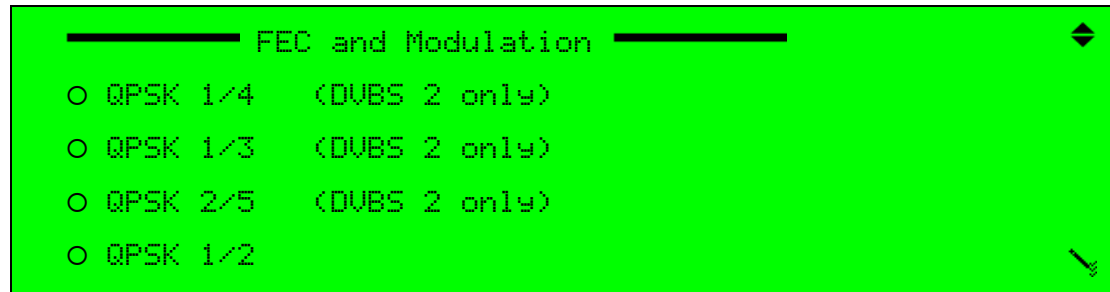 FEC and Modulation
QPSK 1/4 (DVBS 2 only)
QPSK 1/3 (DVBS 2 only)
QPSK 2/5 (DVBS 2 only)
QPSK 1/2